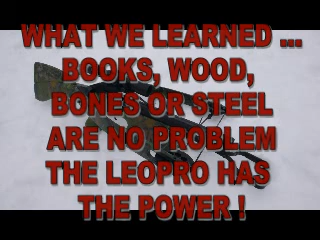 WHAT WE LEARNED ...
BOOKS, WOOD,
BONES OR STEEL
ARE NO PROBLEM
THE LEOPRO HAS
THE POWER !